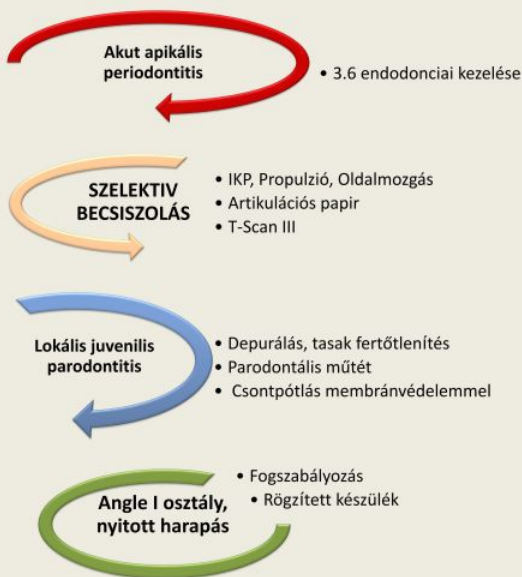 Akut apikális
periodontitis
• 3.6 endodonciai kezelése
SZELEKTIV
BECSISZOLÁS
• IKP, Propulzió, Oldalmozgás
• Artikulációs papir
• T-Scan III
Lokális juvenilis
parodontitis
• Depurálás, tasak fertőtlenítés
• Parodontális műtét
• Csontpótlás membránvédelemmel
Angle I osztály,
nyitott harapás
• Fogszabályozás
• Rögzített készülék